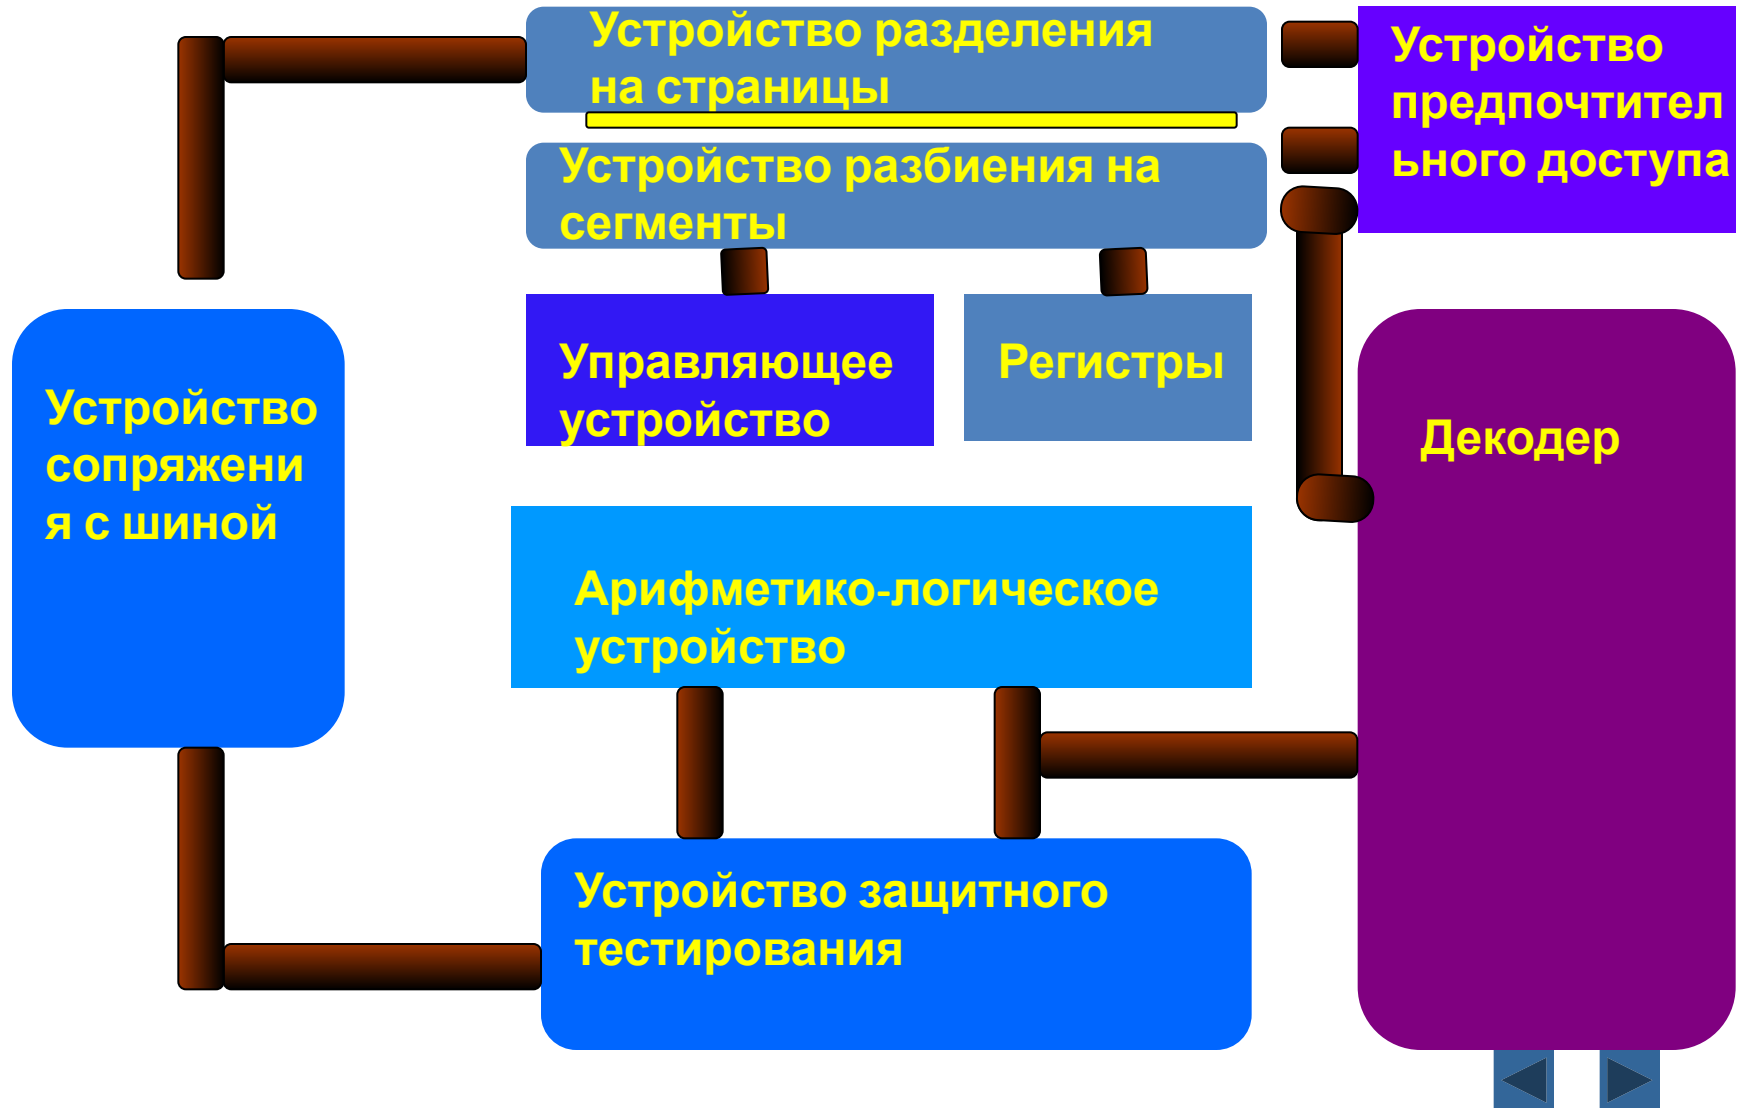 Устройство разделения
на страницы
Устройство
предпочтител
ьного доступа
Устройство разбиения на
сегменты
Управляющее
устройство
Регистры
Устройство
сопряжени
я с шиной
Декодер
Арифметико-логическое
устройство
Устройство защитного
тестирования